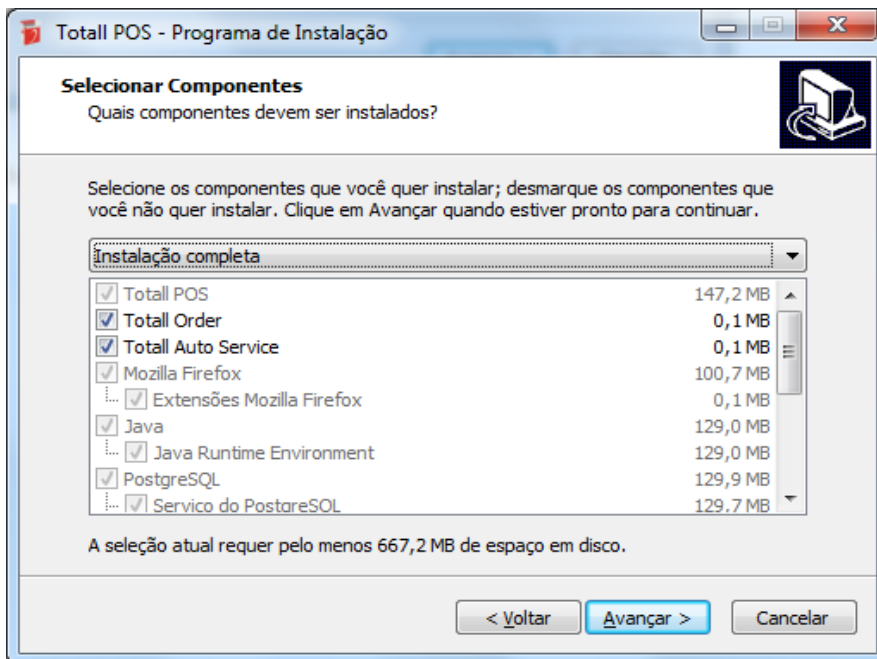 Totall POS - Programa de Instalação
Selecionar Componentes
Quais componentes devem ser instalados?
Selecione os componentes que você quer instalar; desmarque os componentes que
você não quer instalar. Clique em Avançar quando estiver pronto para continuar.
Instalação completa
Totall POS 147,2 MB
Totall Order 0,1 MB
Totall Auto Service 0,1 MB
Mozilla Firefox 100,7 MB
Extensões Mozilla Firefox 0,1 MB
Java 129,0 MB
Java Runtime Environment 129,0 MB
PostgreSQL 129,9 MB
Serviço do PostgreSQL 129,7 MB
A seleção atual requer pelo menos 667,2 MB de espaço em disco.
< Voltar Avançar > Cancelar